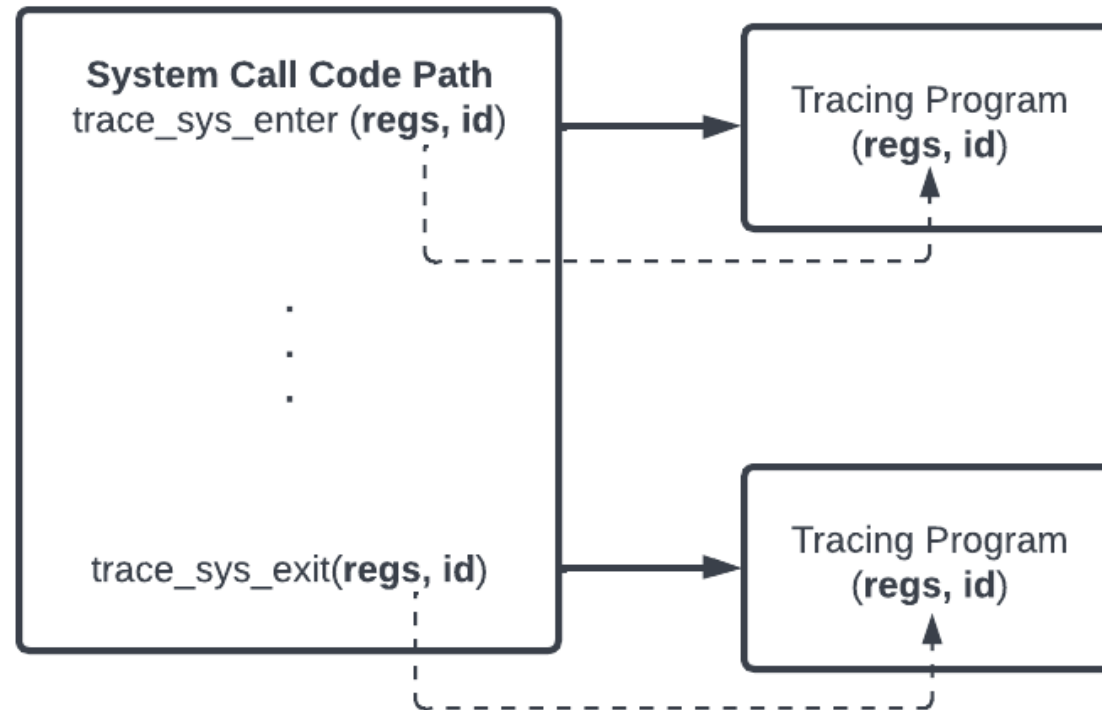 System Call Code Path
trace_sys_enter (regs, id)
Tracing Program
(regs, id)
.
.
.
trace_sys_exit(regs, id)
Tracing Program
(regs, id)